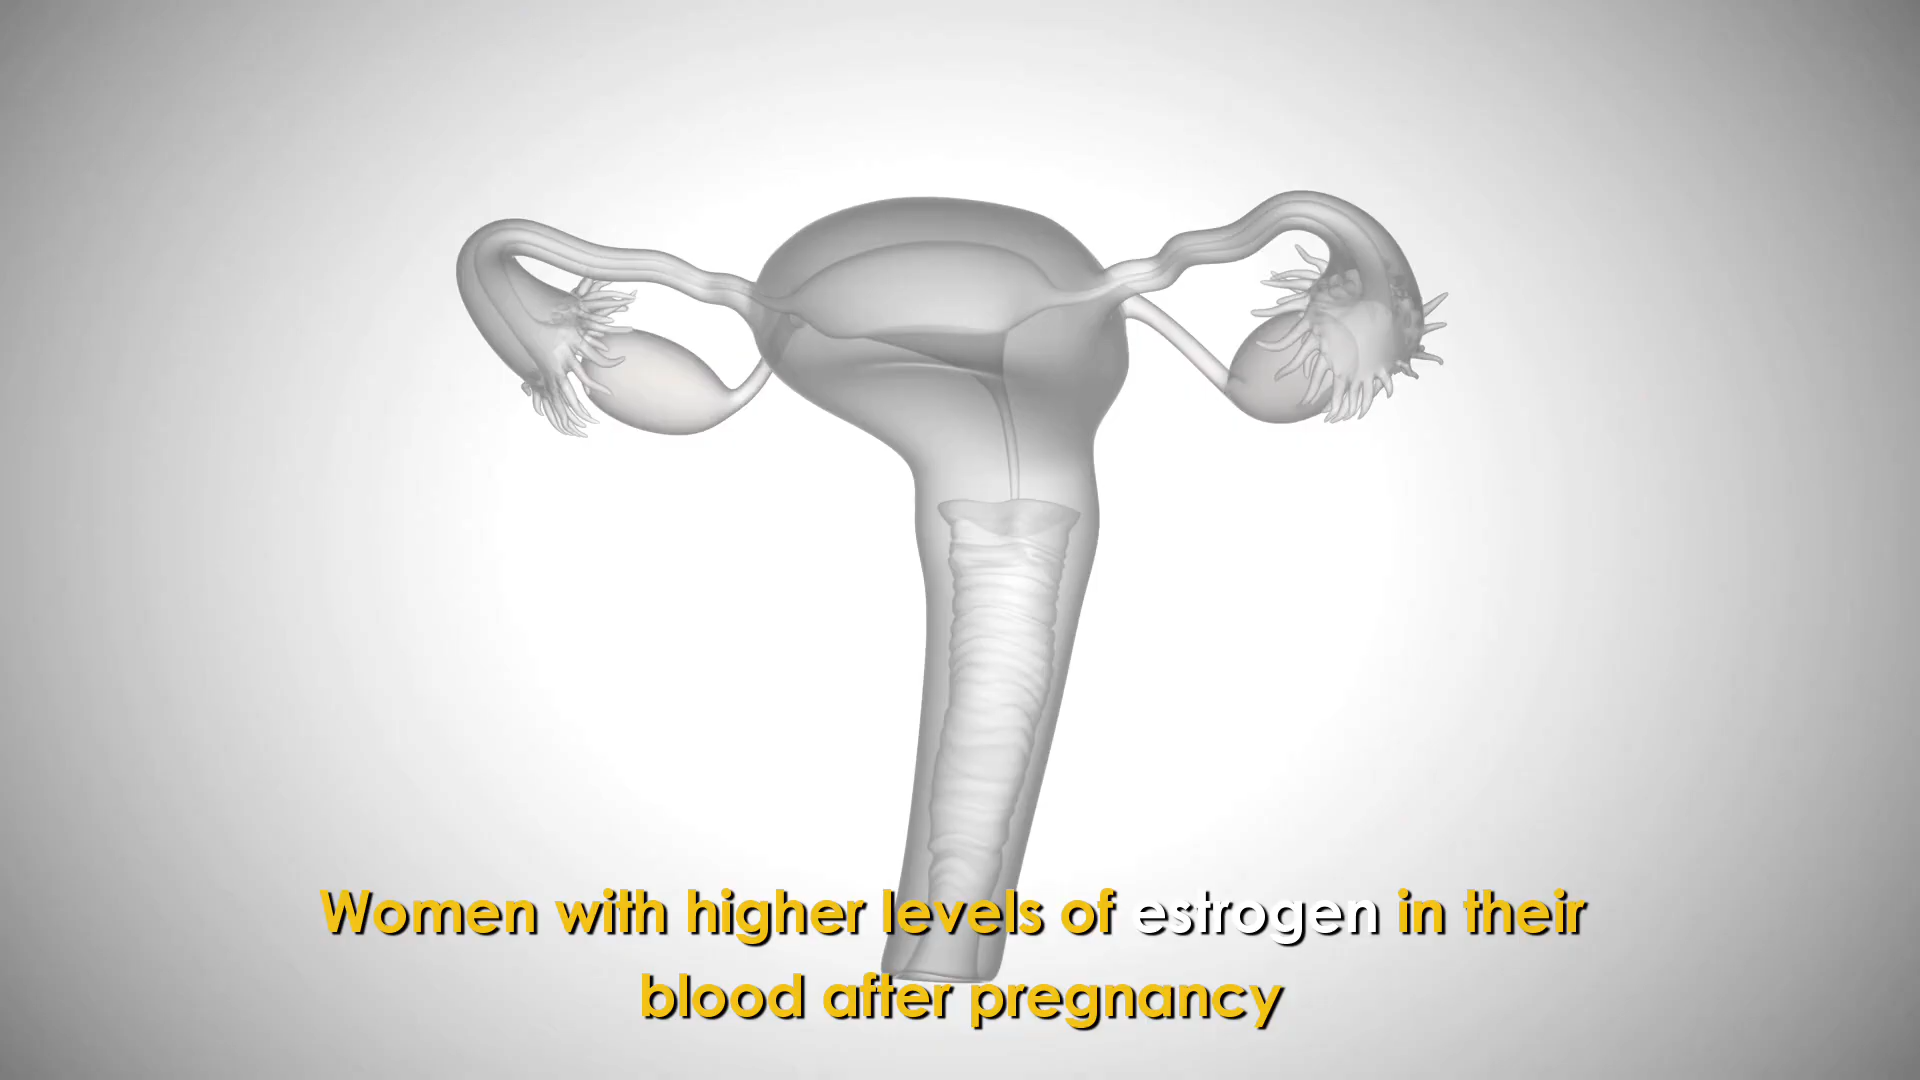 Women with higher levels of estrogen in their
blood after pregnancy